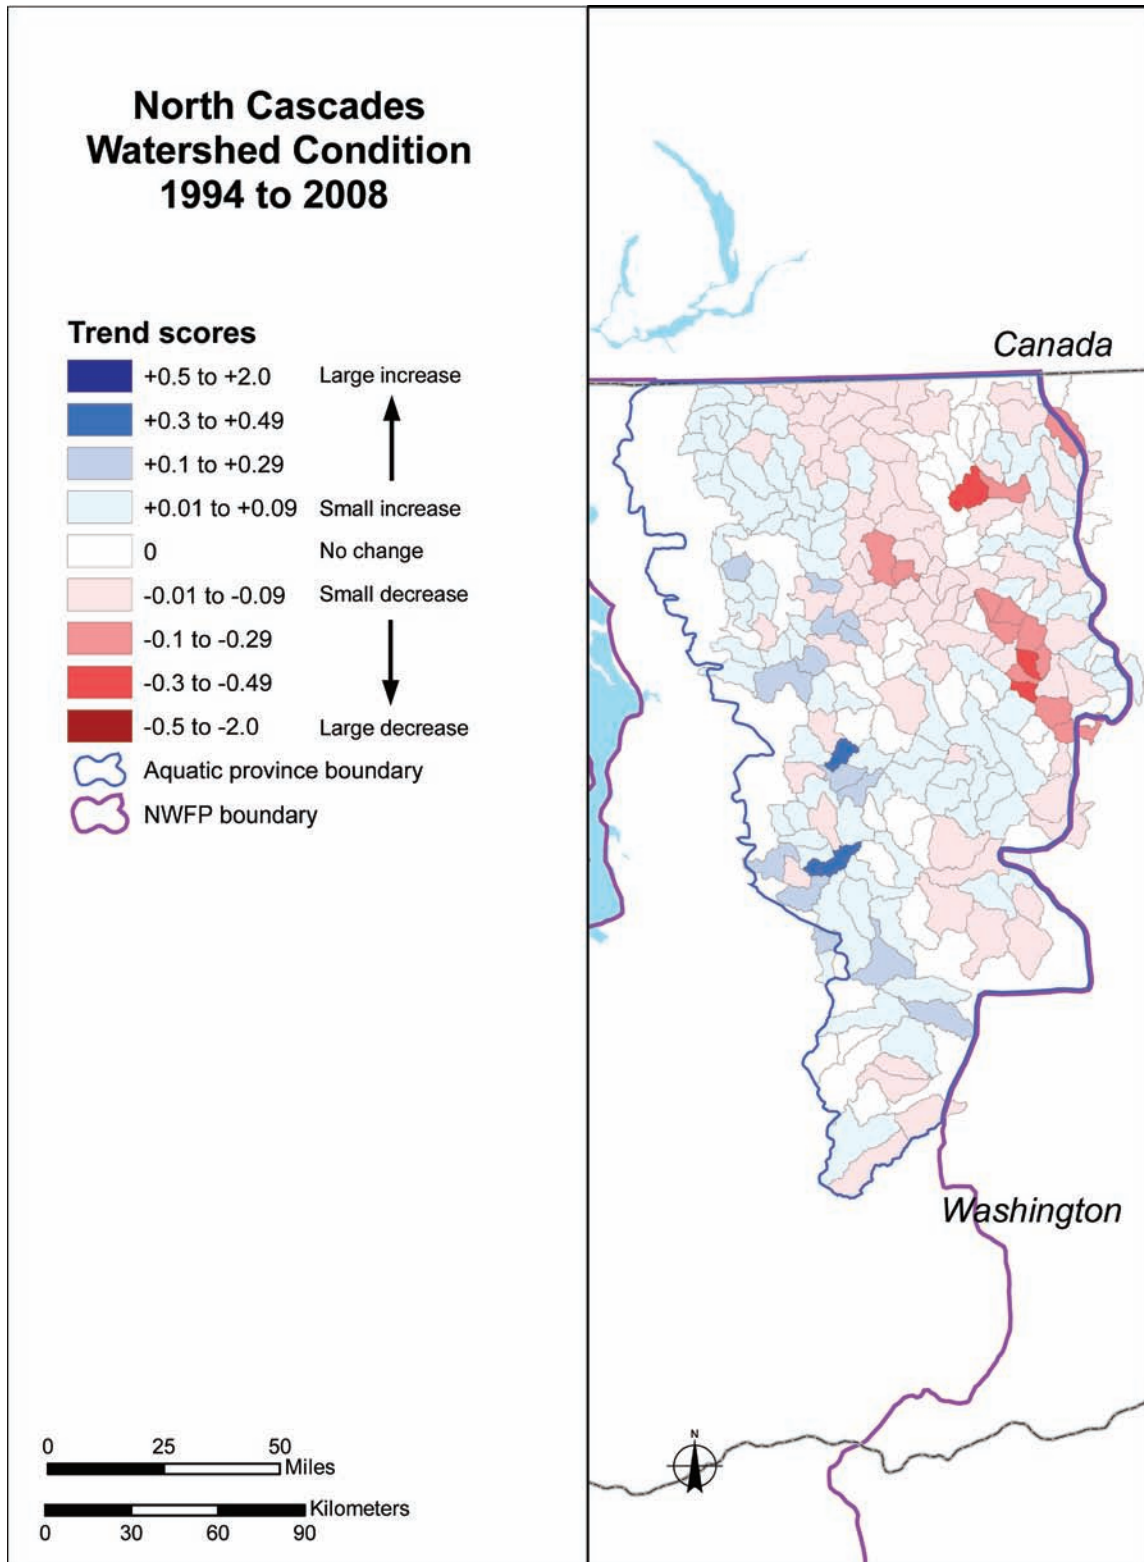 North Cascades
Watershed Condition
1994 to 2008
Trend scores
+0.5 to +2.0 Large increase
+0.3 to +0.49
+0.1 to +0.29
+0.01 to +0.09 Small increase
0 No change
-0.01 to -0.09 Small decrease
-0.1 to -0.29
-0.3 to -0.49
-0.5 to -2.0 Large decrease
Aquatic province boundary
NWFP boundary
Canada
Washington
N
0 25 50
Miles
Kilometers
0 30 60 90